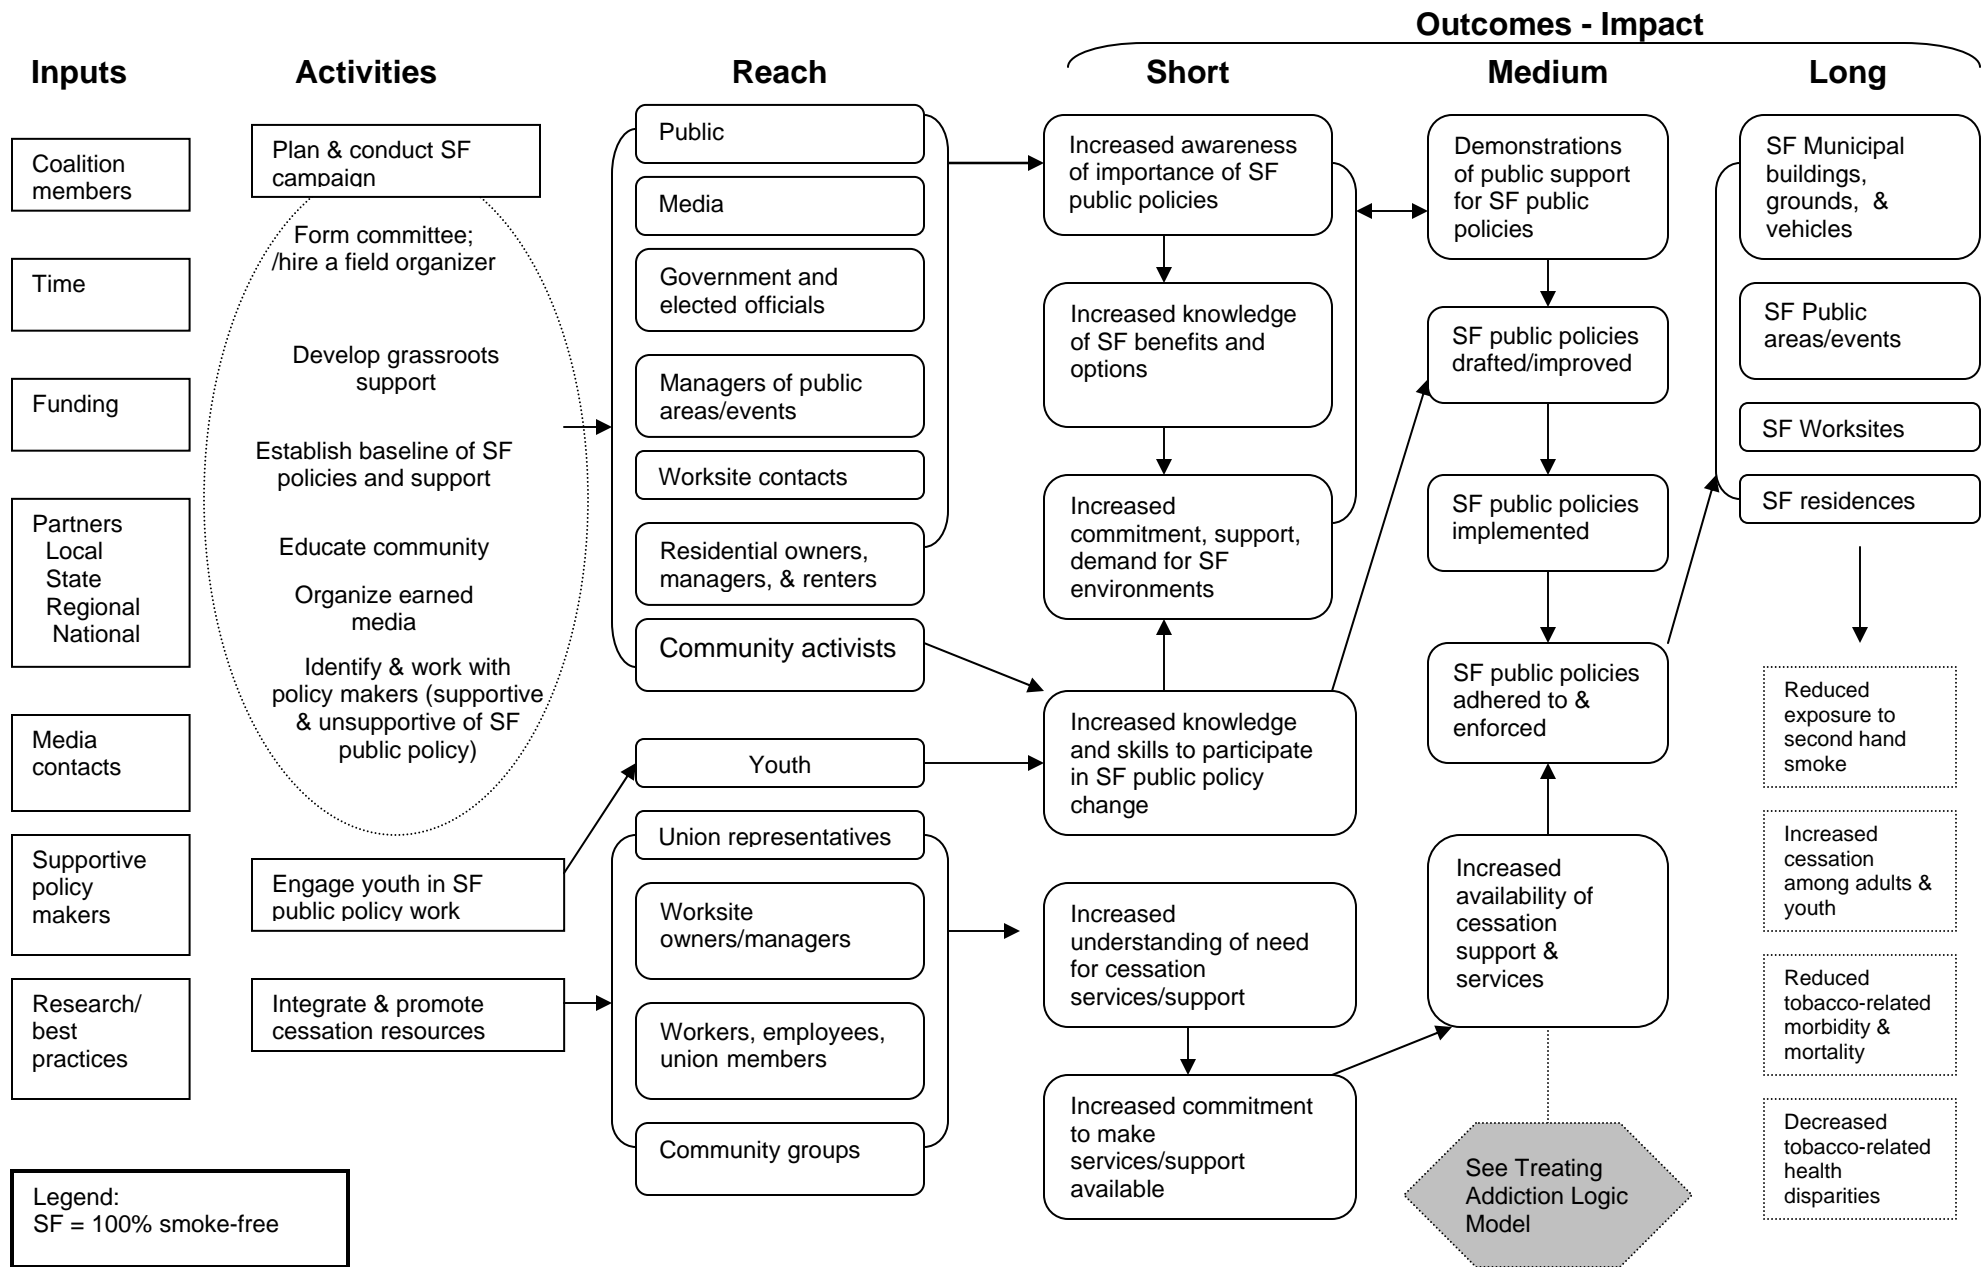 Outcomes - Impact
Inputs
Activities
Reach
Short
Medium
Long
Coalition
members
Time
Funding
Partners
Local
State
Regional
National
Media
contacts
Supportive
policy
makers
Research/
best
practices
Legend:
SF = 100% smoke-free
Plan & conduct SF
campaign
Form committee;
/hire a field organizer
Develop grassroots
support
Establish baseline of SF
policies and support
Educate community
Organize earned
media
Identify & work with
policy makers (supportive
& unsupportive of SF
public policy)
Engage youth in SF
public policy work
Integrate & promote
cessation resources
Public
Media
Government and
elected officials
Managers of public
areas/events
Worksite contacts
Residential owners,
managers, & renters
Community activists
Youth
Union representatives
Worksite
owners/managers
Workers, employees,
union members
Community groups
Increased awareness
of importance of SF
public policies
Increased knowledge
of SF benefits and
options
Increased
commitment, support,
demand for SF
environments
Increased knowledge
and skills to participate
in SF public policy
change
Increased
understanding of need
for cessation
services/support
Increased commitment
to make
services/support
available
Demonstrations
of public support
for SF public
policies
SF public policies
drafted/improved
SF public policies
implemented
SF public policies
adhered to &
enforced
Increased
availability of
cessation
support &
services
See Treating
Addiction Logic
Model
SF Municipal
buildings,
grounds, &
vehicles
SF Public
areas/events
SF Worksites
SF residences
Reduced
exposure to
second hand
smoke
Increased
cessation
among adults &
youth
Reduced
tobacco-related
morbidity &
mortality
Decreased
tobacco-related
health
disparities